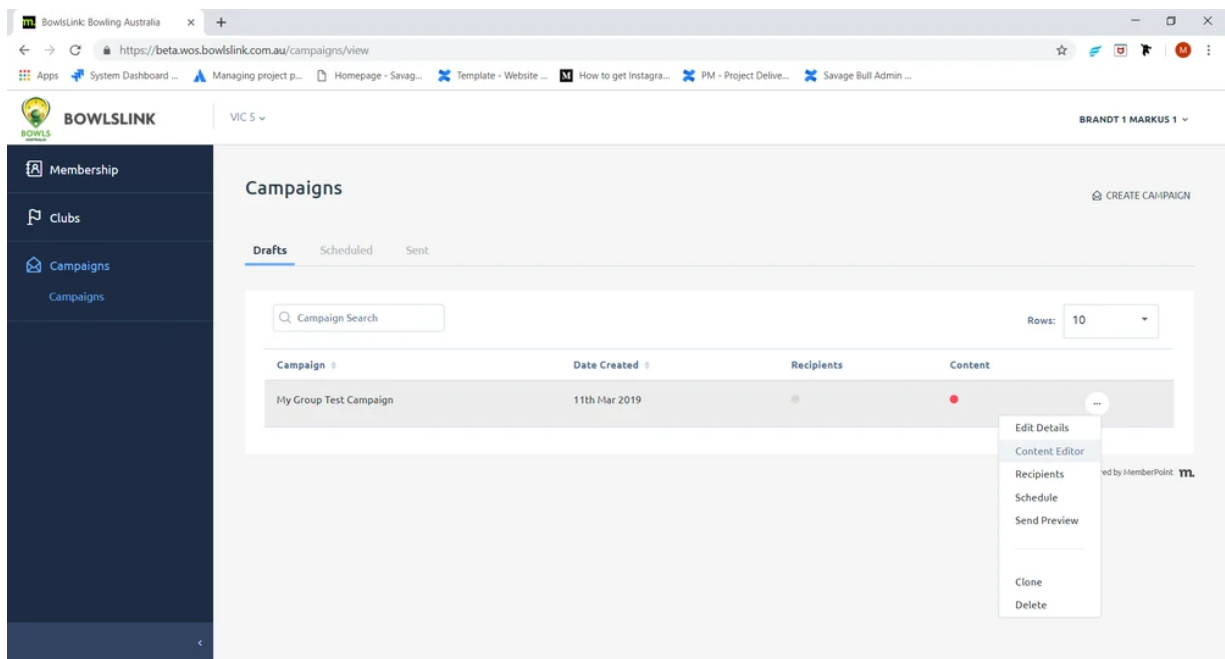 m. BowlsLink: Bowling Australia
https://beta.wos.bowlslink.com.au/campaigns/view
M
Apps System Dashboard ... Managing project p... Homepage - Savag... Template - Website ... M How to get Instagra... PM - Project Delive... Savage Bull Admin ...
BOWLS
BOWLSLINK
VIC 5
BRANDT 1 MARKUS 1
Membership
Clubs
Campaigns
Campaigns
Campaigns
CREATE CAMPAIGN
Drafts Scheduled Sent
Campaign Search
Rows: 10
Campaign Date Created Recipients Content
My Group Test Campaign 11th Mar 2019
Edit Details
Content Editor
Recipients
Schedule
Send Preview
Clone
Delete
ed by MemberPoint m.